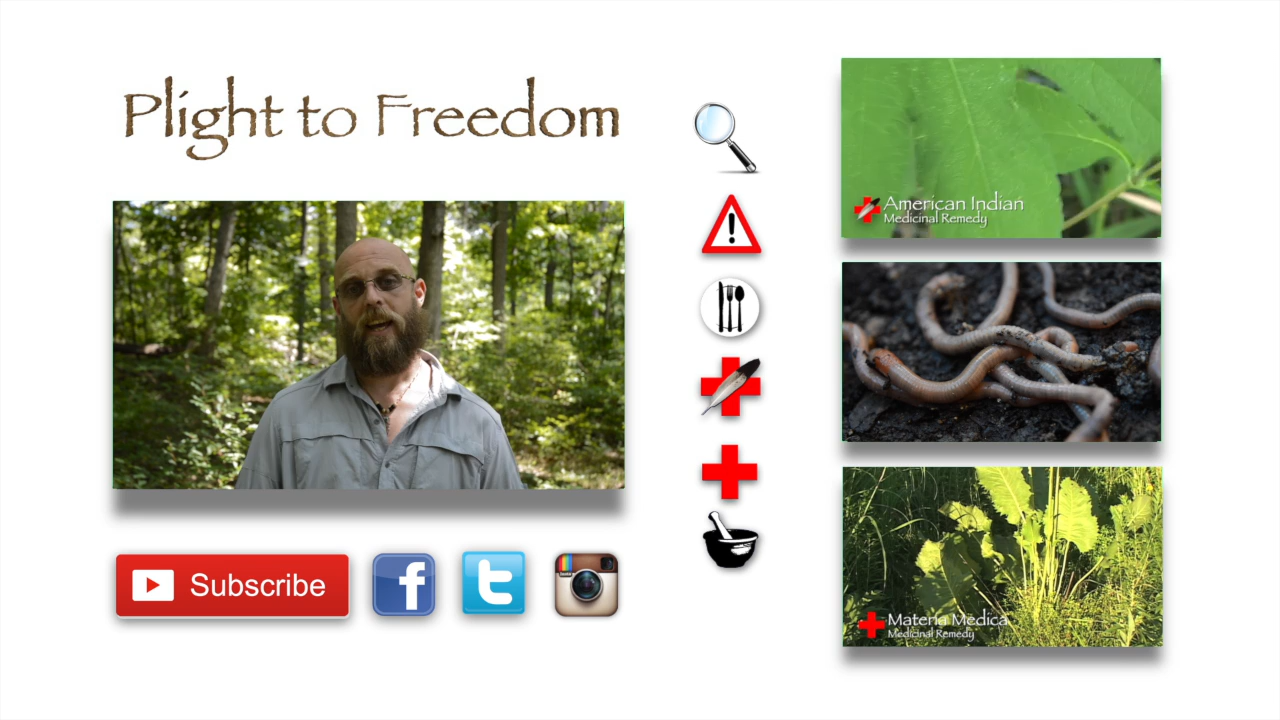 Plight to Freedom
American Indian
Medicinal Remedy
Subscribe
Materia Medica
Medicinal Remedy